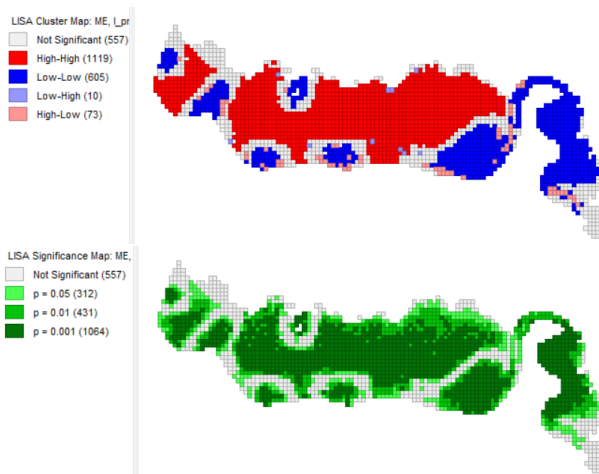 LISA Cluster Map: ME, I_pr
Not Significant (557)
High-High (1119)
Low-Low (605)
Low-High (10)
High-Low (73)
LISA Significance Map: ME,
Not Significant (557)
p = 0.05 (312)
p = 0.01 (431)
p = 0.001 (1064)